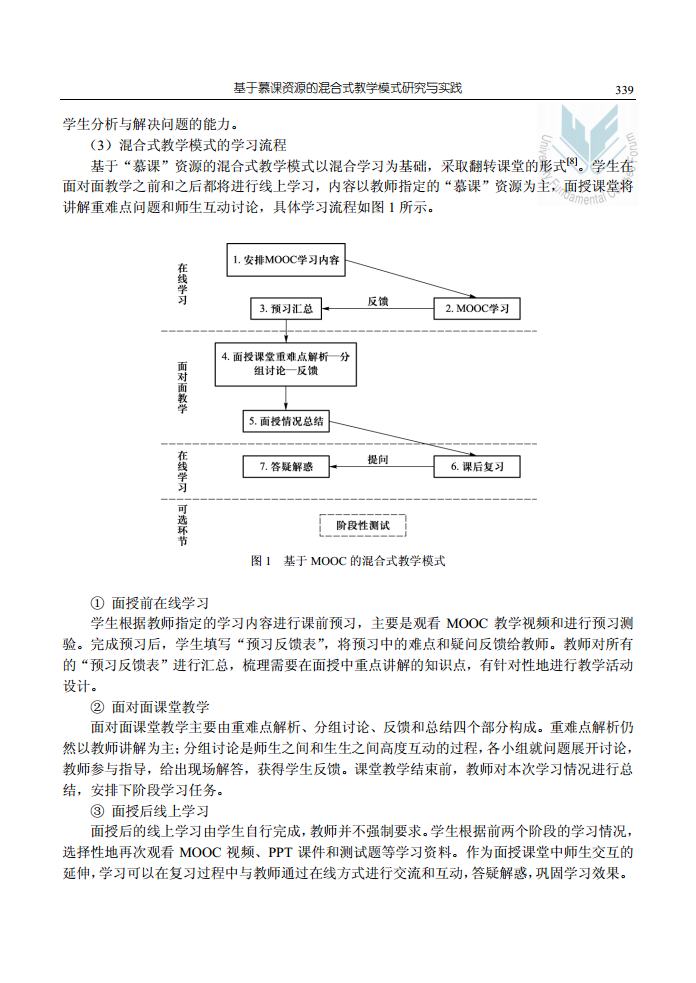 基于慕课资源的混合式教学模式研究与实践
339
学生分析与解决问题的能力。
（3）混合式教学模式的学习流程
基于“慕课”资源的混合式教学模式以混合学习为基础，采取翻转课堂的形式[8]。学生在
面对面教学之前和之后都将进行线上学习，内容以教师指定的“慕课”资源为主，面授课堂将
讲解重难点问题和师生互动讨论，具体学习流程如图 1 所示。
在线学习
1. 安排MOOC学习内容
3. 预习汇总
反馈
2. MOOC学习
面对面教学
4. 面授课堂重难点解析—分
组讨论—反馈
5. 面授情况总结
在线学习
7. 答疑解惑
提问
6. 课后复习
可选环节
阶段性测试
图 1 基于 MOOC 的混合式教学模式
① 面授前在线学习
学生根据教师指定的学习内容进行课前预习，主要是观看 MOOC 教学视频和进行预习测
验。完成预习后，学生填写“预习反馈表”，将预习中的难点和疑问反馈给教师。教师对所有
的“预习反馈表”进行汇总，梳理需要在面授中重点讲解的知识点，有针对性地进行教学活动
设计。
② 面对面课堂教学
面对面课堂教学主要由重难点解析、分组讨论、反馈和总结四个部分构成。重难点解析仍
然以教师讲解为主；分组讨论是师生之间和生生之间高度互动的过程，各小组就问题展开讨论，
教师参与指导，给出现场解答，获得学生反馈。课堂教学结束前，教师对本次学习情况进行总
结，安排下阶段学习任务。
③ 面授后线上学习
面授后的线上学习由学生自行完成，教师并不强制要求。学生根据前两个阶段的学习情况，
选择性地再次观看 MOOC 视频、PPT 课件和测试题等学习资料。作为面授课堂中师生交互的
延伸，学习可以在复习过程中与教师通过在线方式进行交流和互动，答疑解惑，巩固学习效果。